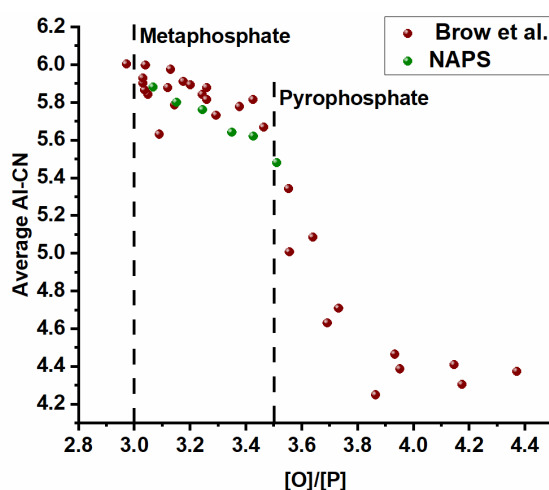 6.2
6.0
5.8
5.6
5.4
5.2
5.0
4.8
4.6
4.4
4.2
Average Al-CN
Metaphosphate
Pyrophosphate
Brow et al.
NAPS
2.8 3.0 3.2 3.4 3.6 3.8 4.0 4.2 4.4
[O]/[P]